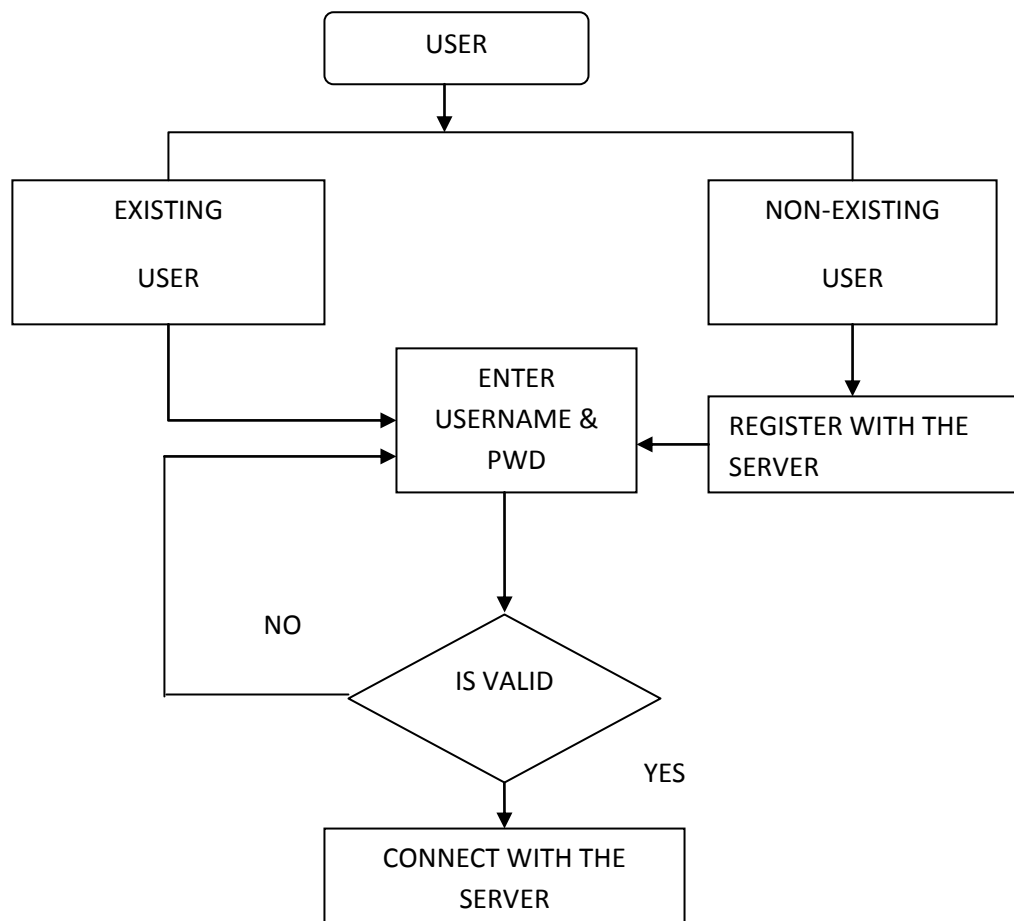 USER
EXISTING
USER
NON-EXISTING
USER
ENTER
USERNAME &
PWD
REGISTER WITH THE
SERVER
NO
IS VALID
YES
CONNECT WITH THE
SERVER